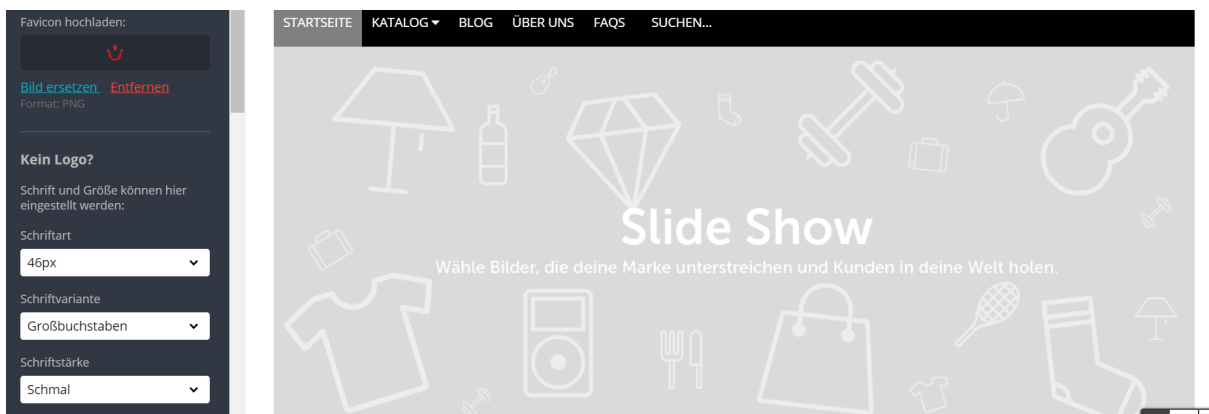 Favicon hochladen:
Bild ersetzen Entfernen
Format: PNG
Kein Logo?
Schrift und Größe können hier
eingestellt werden:
Schriftart
46px
Schriftvariante
Großbuchstaben
Schriftstärke
Schmal
STARTSEITE KATALOG BLOG ÜBER UNS FAQS SUCHEN...
Slide Show
Wähle Bilder, die deine Marke unterstreichen und Kunden in deine Welt holen.